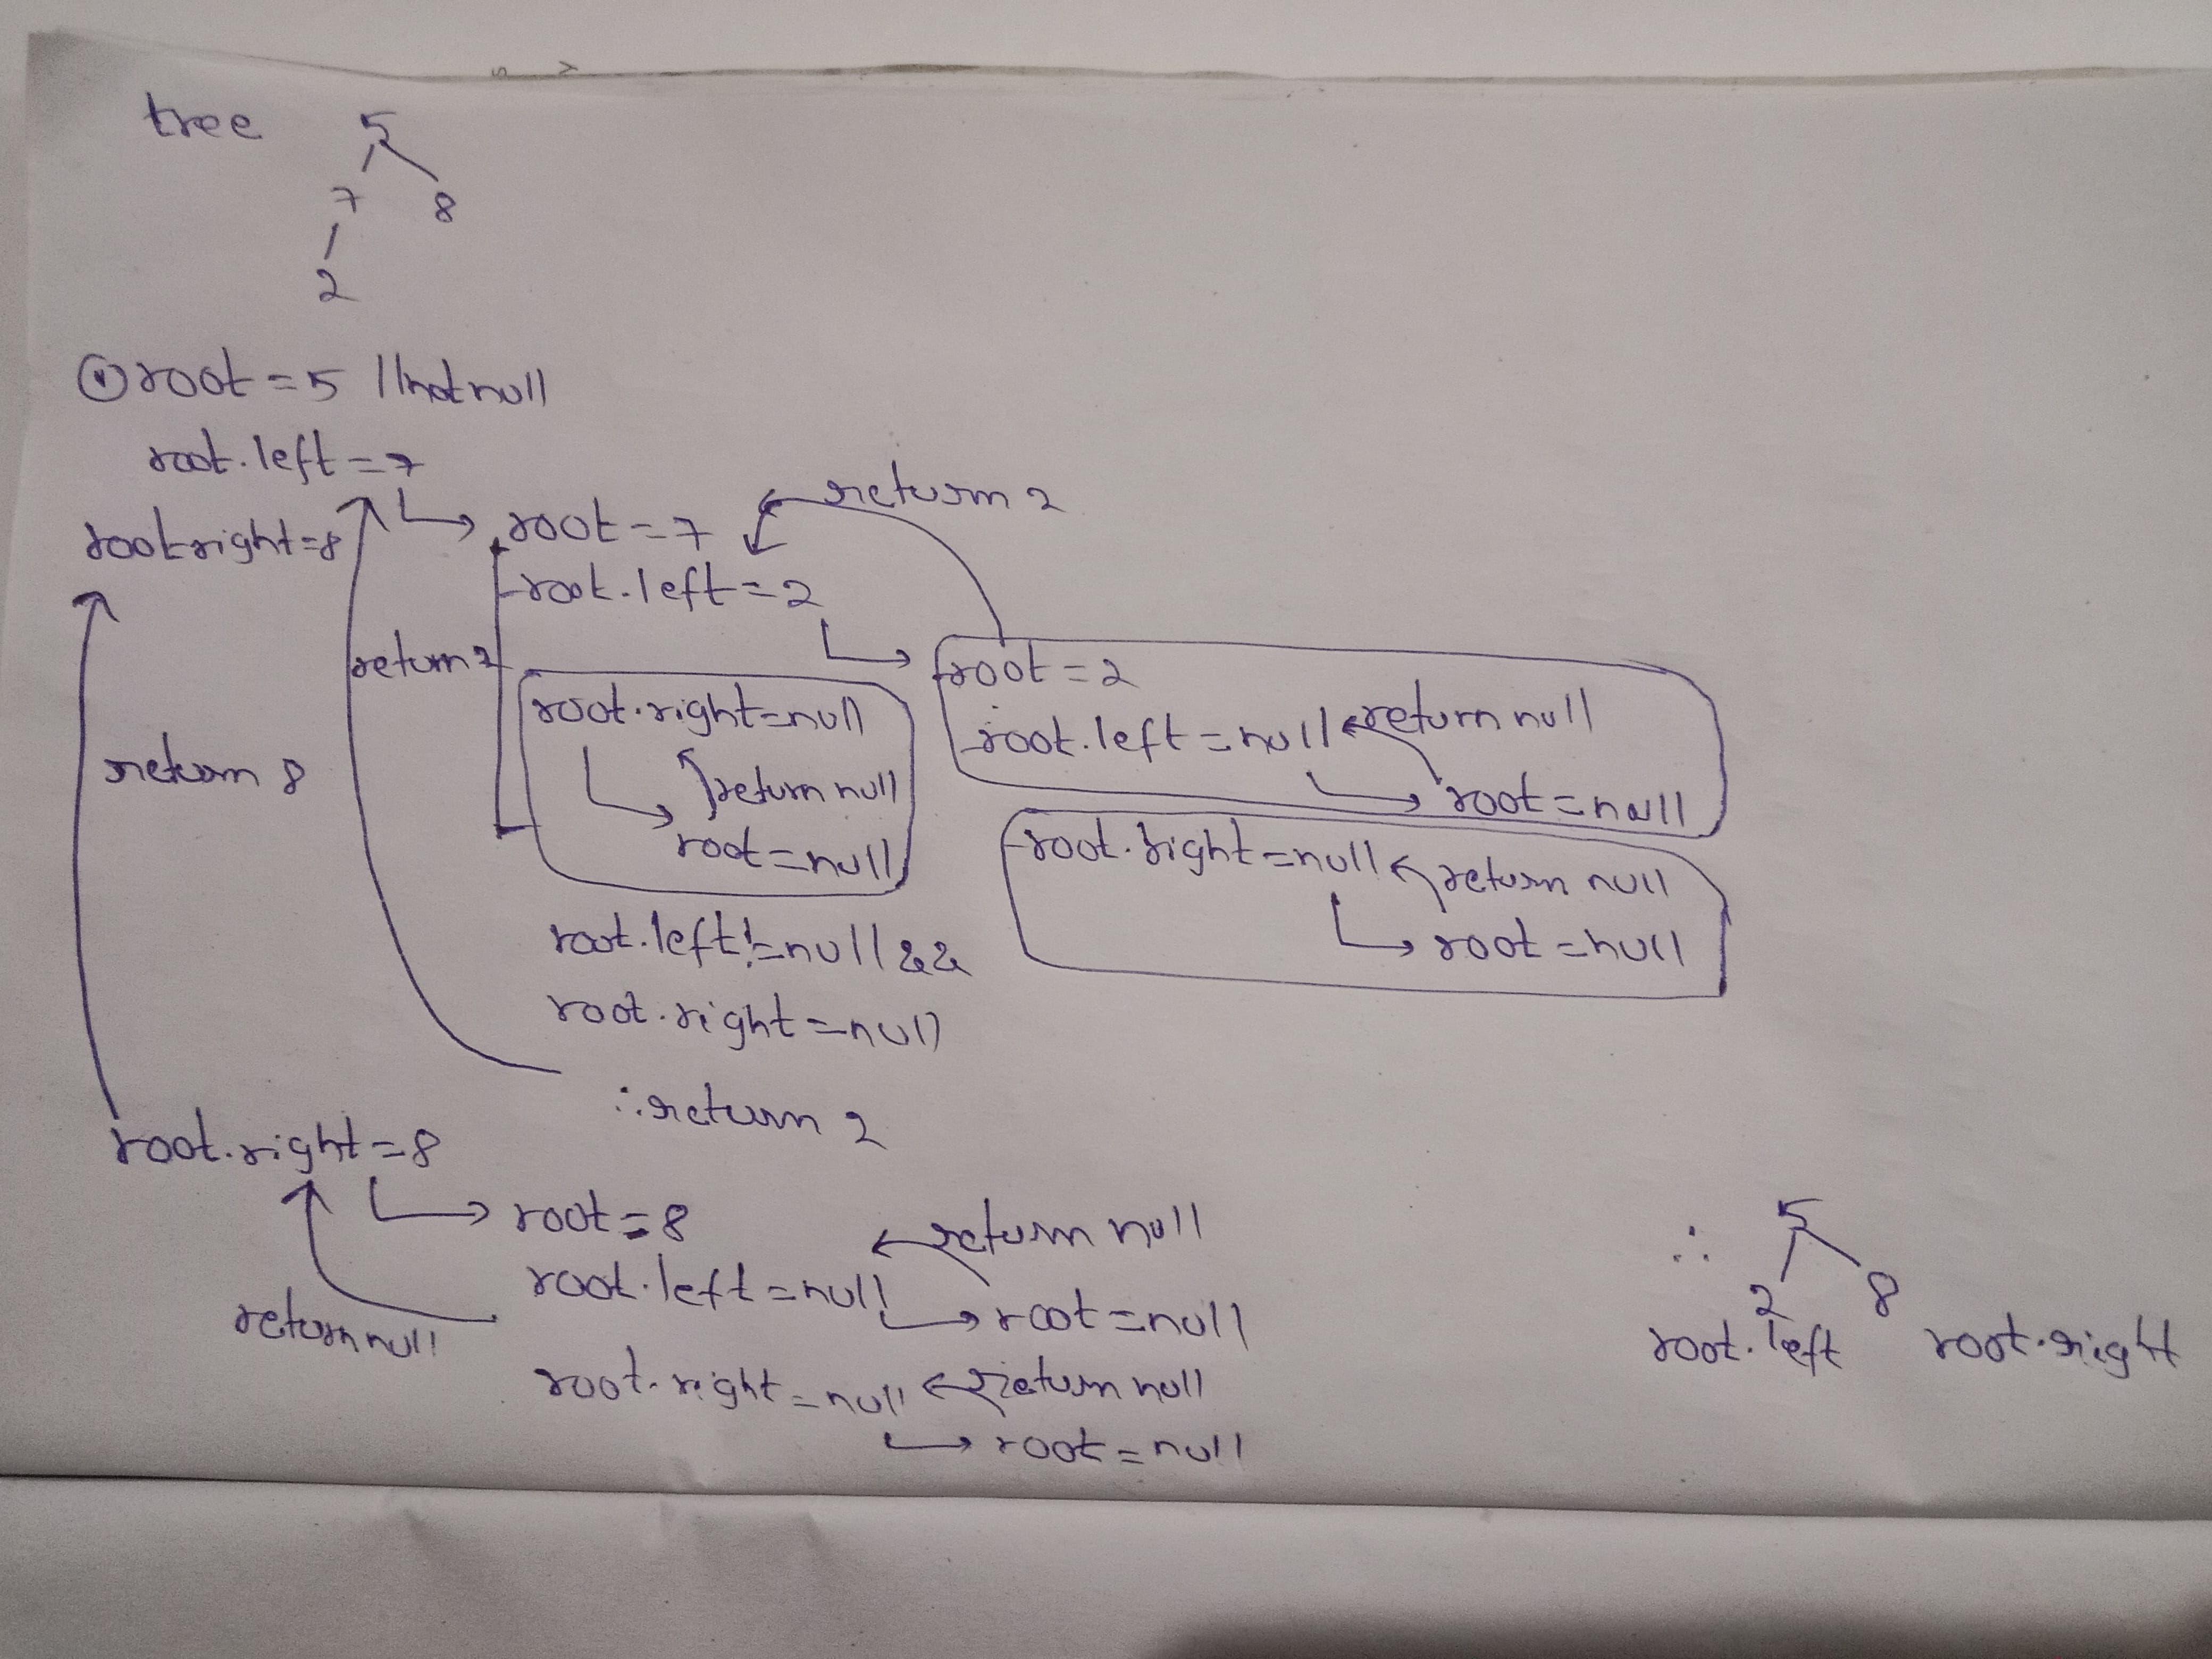 tree 5
7 8
2
① root = 5 // not null
root.left = 7
root.right = 8
root = 7
return 2
root.left = 2
return 2
root = 2
root.left = null return null
root = null
root.right = null
return null
root = null
root.right = null return null
root = null
root.left != null &&
root.right = null
∴ return 2
return 8
root.right = 8
root = 8
return null
root.left = null
root = null
return null
root.right = null return null
root = null
∴ 5
2 8
root.left root.right